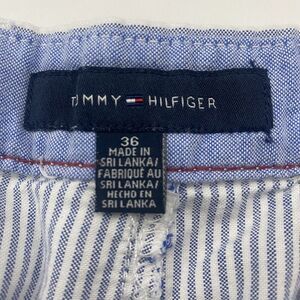 TOMMY HILFIGER
36
MADE IN
SRI LANKA/
FABRIQUÉ AU
SRI LANKA/
HECHO EN
SRI LANKA